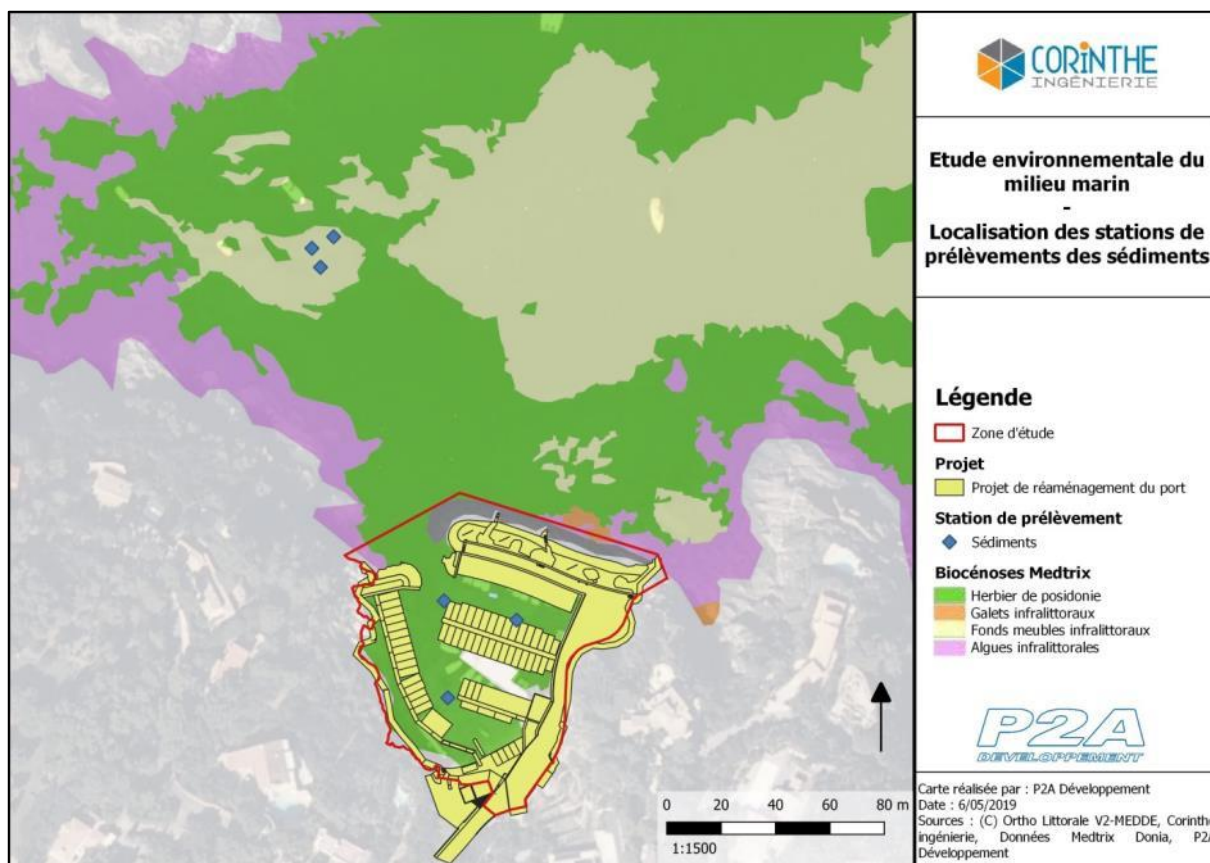 CORiNTHE
INGÉNIERIE
Etude environnementale du
milieu marin
-
Localisation des stations de
prélèvements des sédiments
Légende
Zone d'étude
Projet
Projet de réaménagement du port
Station de prélèvement
Sédiments
Biocénoses Medtrix
Herbier de posidonie
Galets infralittoraux
Fonds meubles infralittoraux
Algues infralittorales
P2A
DEVELOPPEMENT
Carte réalisée par : P2A Développement
Date : 6/05/2019
Sources : (C) Ortho Littorale V2-MEDDE, Corinthe
ingénierie, Données Medtrix Donia, P2A
Développement
0 20 40 60 80 m
1:1500